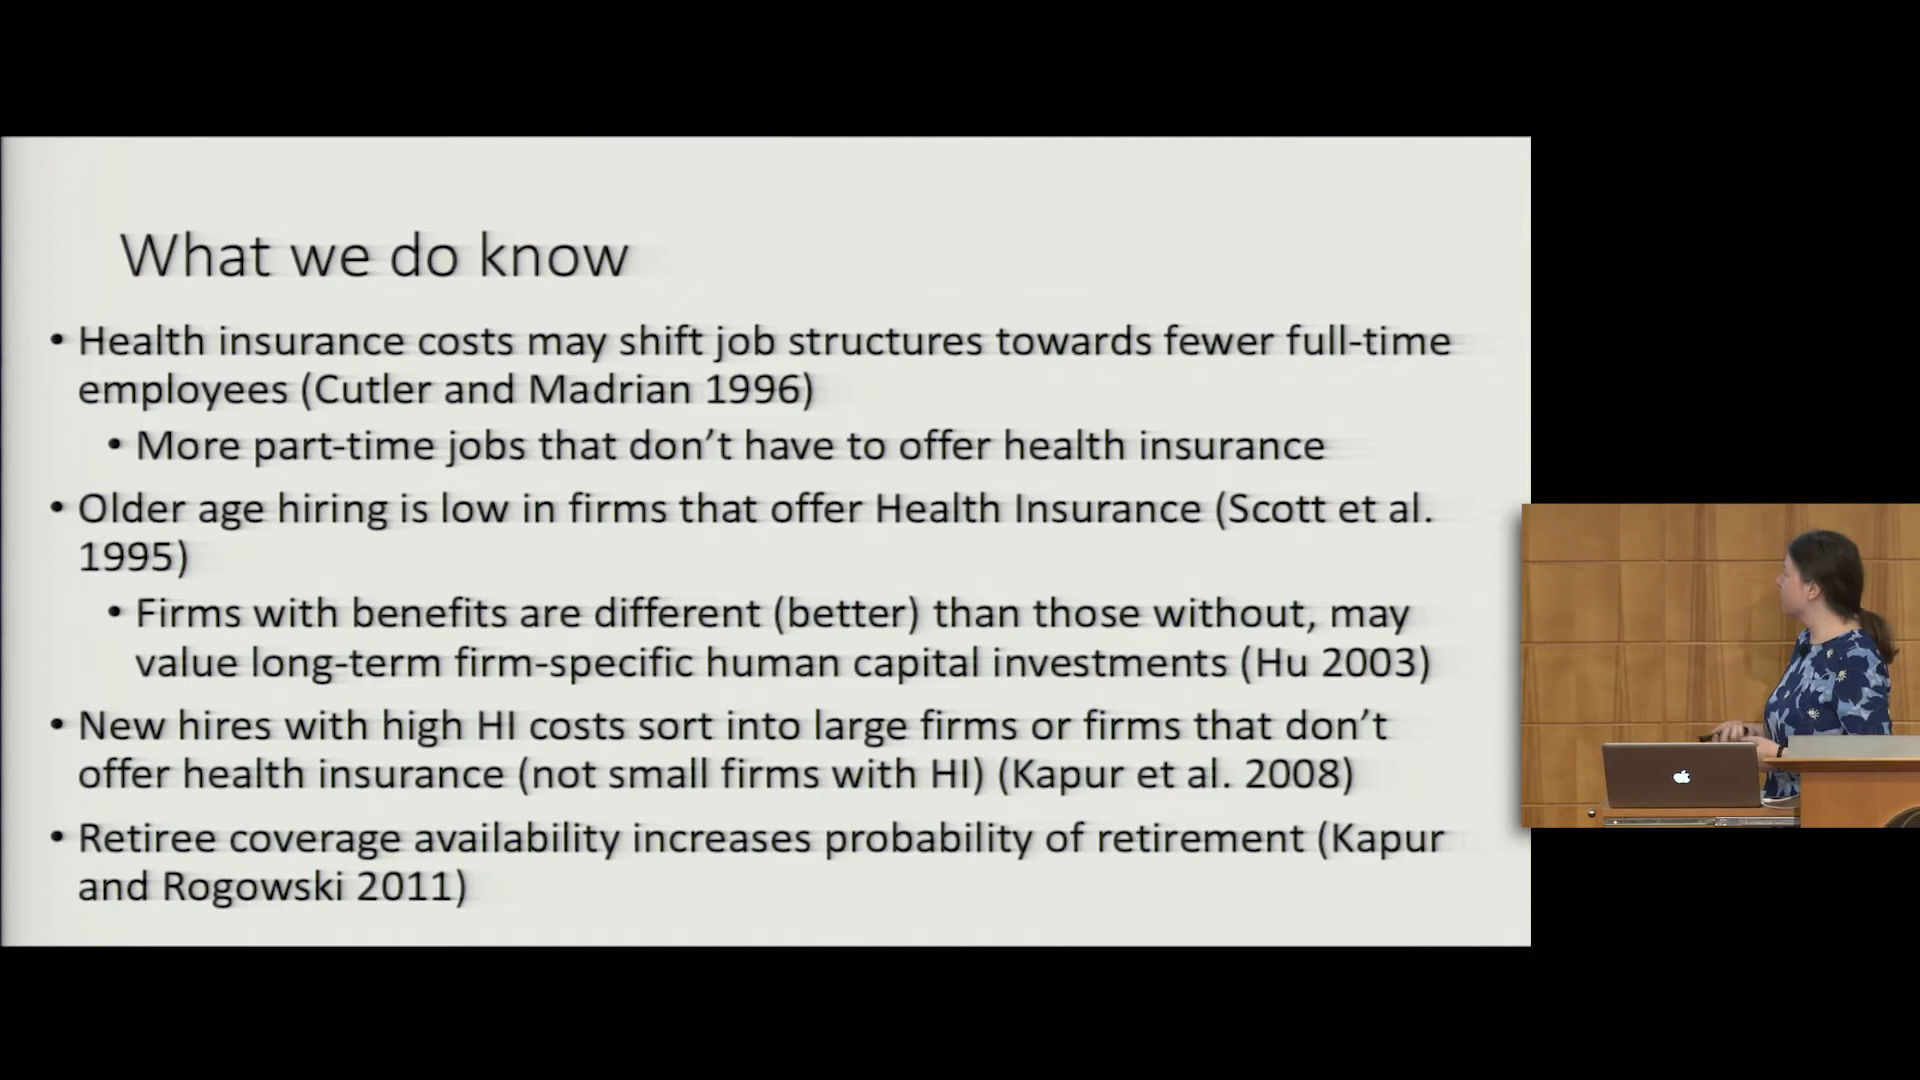 What we do know
• Health insurance costs may shift job structures towards fewer full-time
employees (Cutler and Madrian 1996)
• More part-time jobs that don’t have to offer health insurance
• Older age hiring is low in firms that offer Health Insurance (Scott et al.
1995)
• Firms with benefits are different (better) than those without, may
value long-term firm-specific human capital investments (Hu 2003)
• New hires with high HI costs sort into large firms or firms that don’t
offer health insurance (not small firms with HI) (Kapur et al. 2008)
• Retiree coverage availability increases probability of retirement (Kapur
and Rogowski 2011)